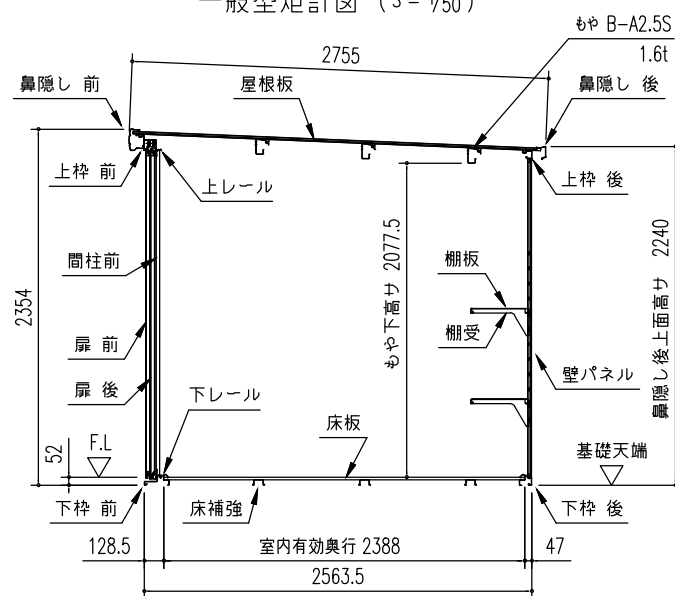 一般型矩計図 (S=1/50)
もや B-A2.5S
1.6t
2755
鼻隠し 前
屋根板
鼻隠し 後
上枠 前
上レール
上枠 後
間柱前
もや下高サ 2077.5
棚板
鼻隠し後上面高サ 2240
2354
棚受
扉 前
壁パネル
扉 後
下レール
床板
52
F.L
基礎天端
下枠 前
床補強
下枠 後
128.5
室内有効奥行 2388
47
2563.5